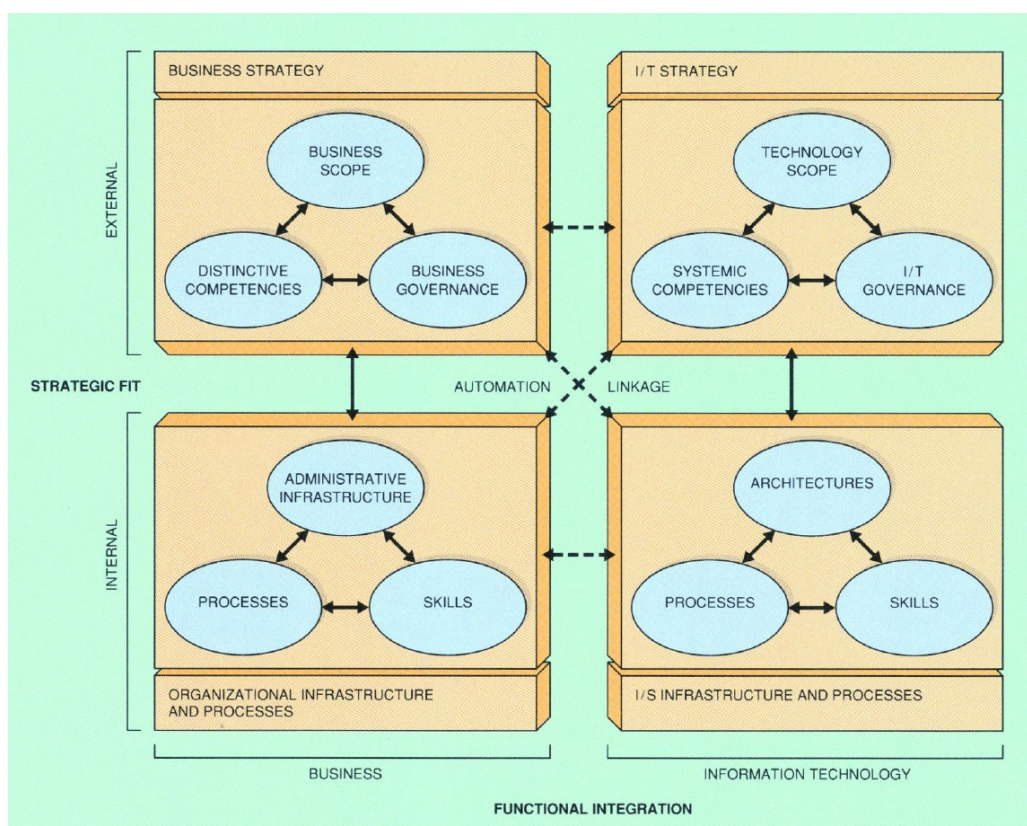 BUSINESS STRATEGY
I/T STRATEGY
EXTERNAL
BUSINESS
SCOPE
DISTINCTIVE
COMPETENCIES
BUSINESS
GOVERNANCE
TECHNOLOGY
SCOPE
SYSTEMIC
COMPETENCIES
I/T
GOVERNANCE
STRATEGIC FIT
AUTOMATION
LINKAGE
INTERNAL
ADMINISTRATIVE
INFRASTRUCTURE
PROCESSES
SKILLS
ARCHITECTURES
PROCESSES
SKILLS
ORGANIZATIONAL INFRASTRUCTURE
AND PROCESSES
I/S INFRASTRUCTURE AND PROCESSES
BUSINESS
INFORMATION TECHNOLOGY
FUNCTIONAL INTEGRATION